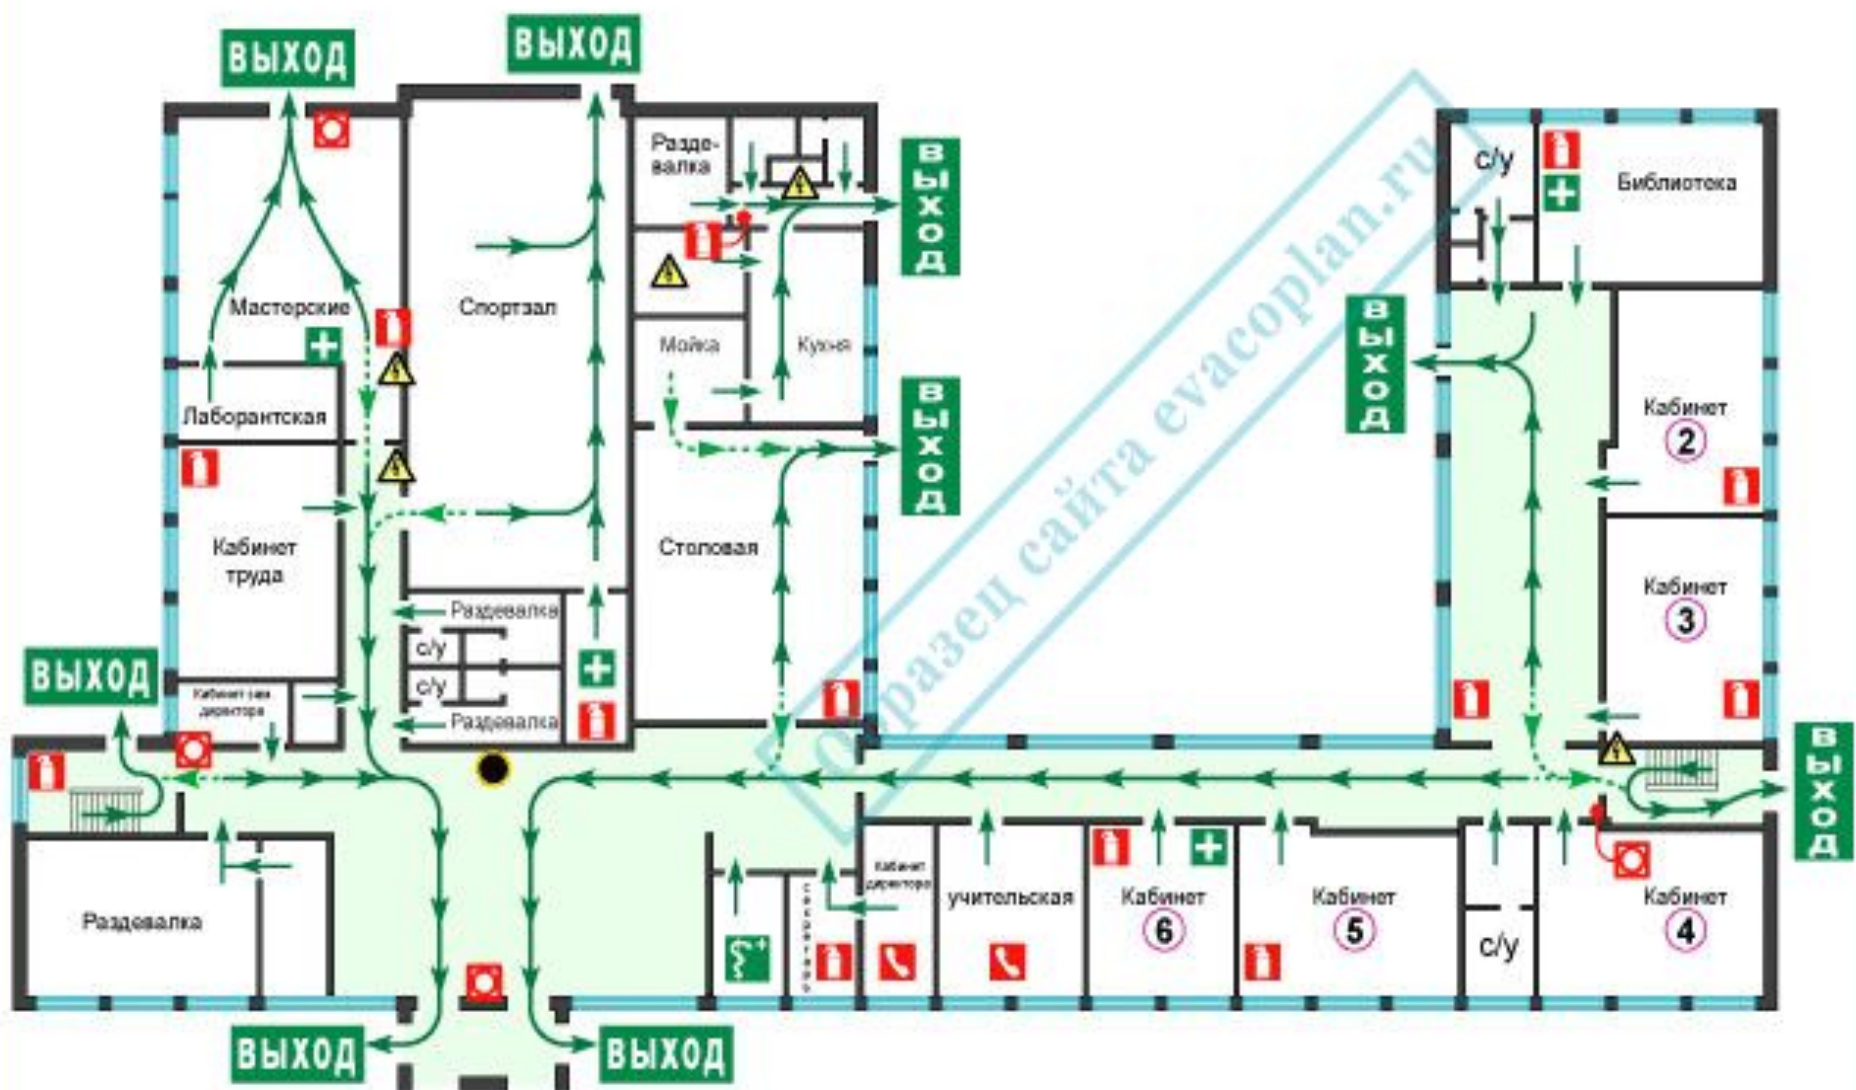 ВЫХОД
ВЫХОД
Разде-
валка
ВЫХОД
с/у
Библиотека
Мастерские
Спортзал
Мойка
Кухня
ВЫХОД
ВЫХОД
Лаборантская
Кабинет
2
Кабинет
труда
Столовая
Кабинет
3
Раздевалка
с/у
с/у
Раздевалка
ВЫХОД
Кабинет зам
директора
ВЫХОД
Раздевалка
секретарь
Кабинет
директора
учительская
Кабинет
6
Кабинет
5
с/у
Кабинет
4
ВЫХОД
ВЫХОД
Образец сайта evacoplan.ru